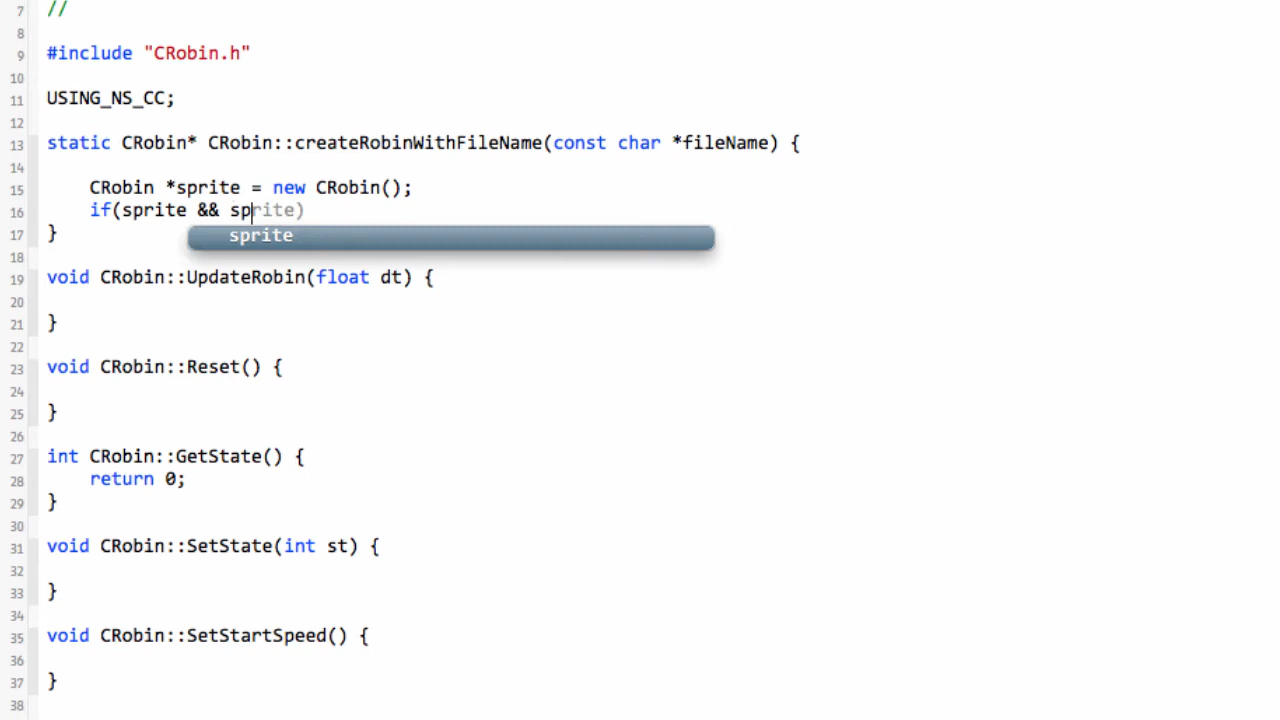 7 //
8
9 #include "CRobin.h"
10
11 USING_NS_CC;
12
13 static CRobin* CRobin::createRobinWithFileName(const char *fileName) {
14
15 CRobin *sprite = new CRobin();
16 if(sprite && sprite)
sprite
17 }
18
19 void CRobin::UpdateRobin(float dt) {
20
21 }
22
23 void CRobin::Reset() {
24
25 }
26
27 int CRobin::GetState() {
28 return 0;
29 }
30
31 void CRobin::SetState(int st) {
32
33 }
34
35 void CRobin::SetStartSpeed() {
36
37 }
38